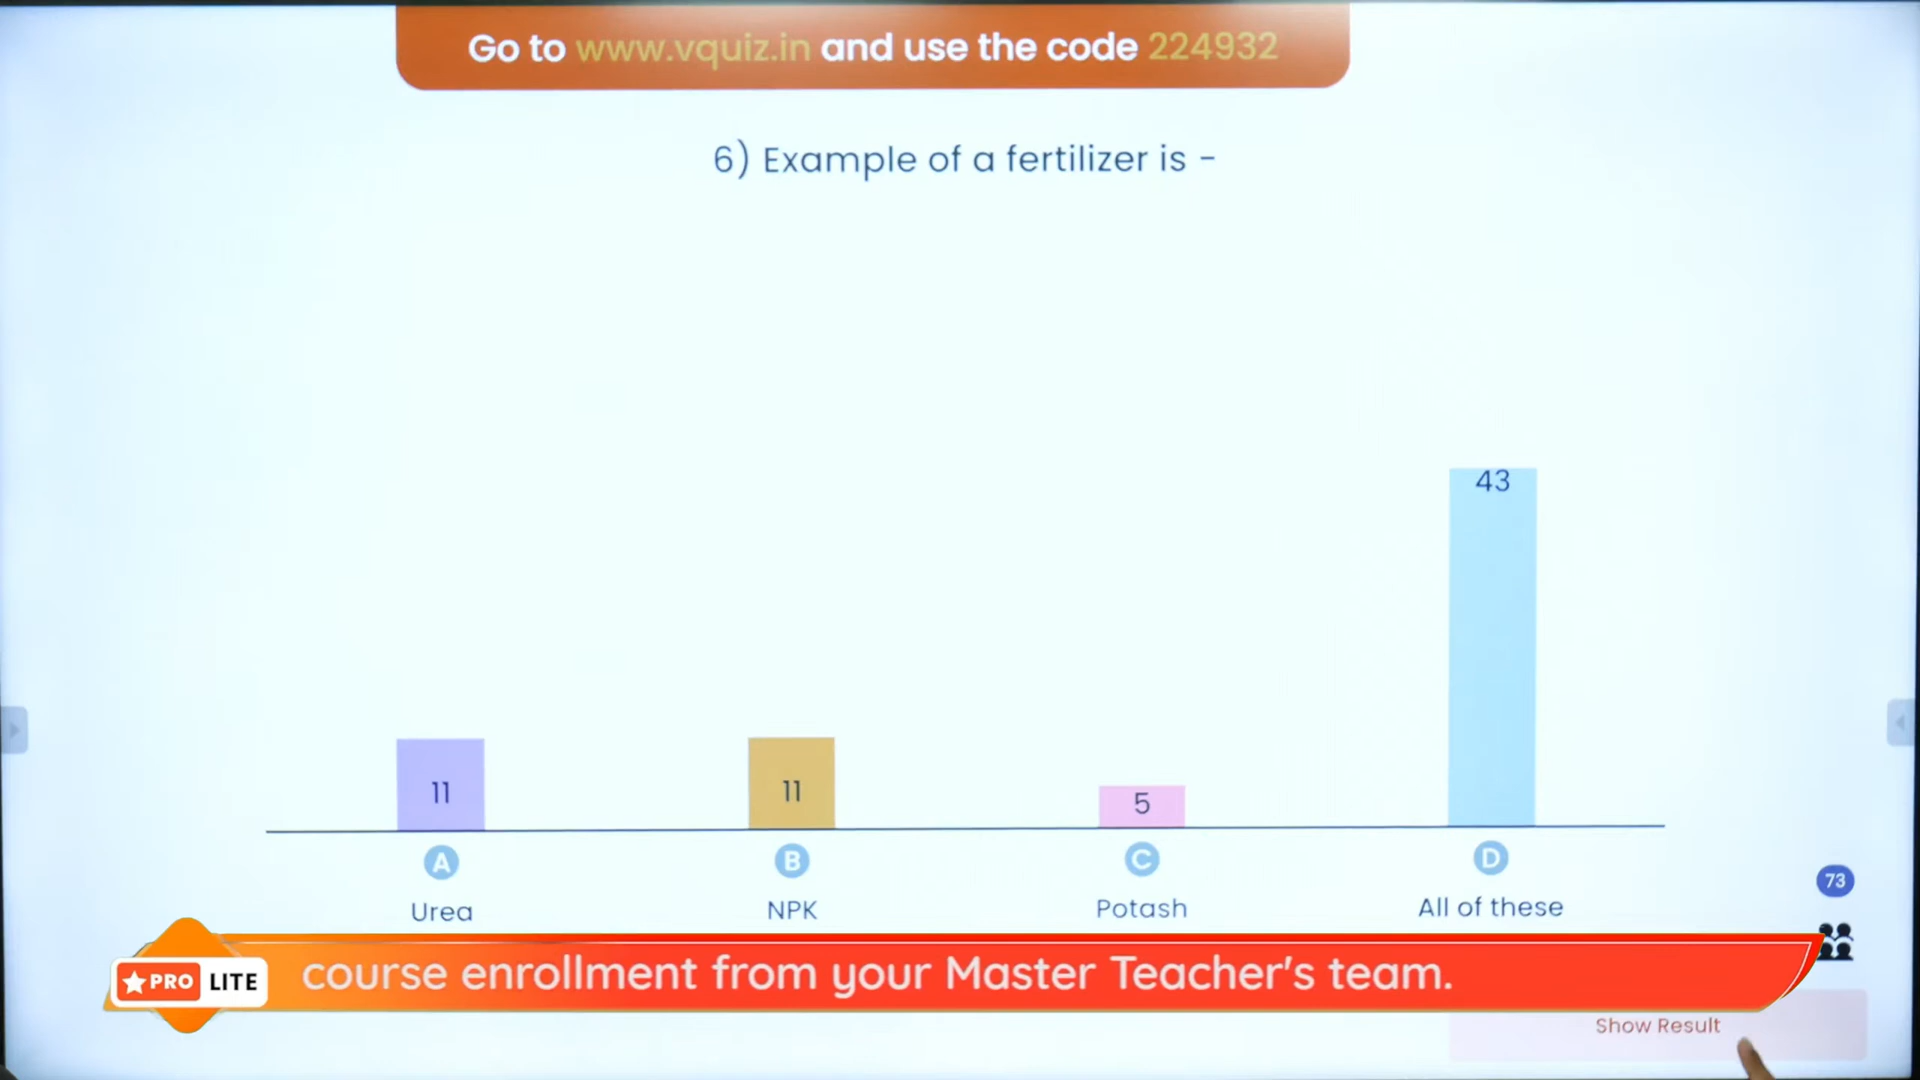 Go to www.vquiz.in and use the code 224932
6) Example of a fertilizer is -
43
11
11
5
A
B
C
D
Urea
NPK
Potash
All of these
73
PRO LITE
course enrollment from your Master Teacher's team.
Show Result